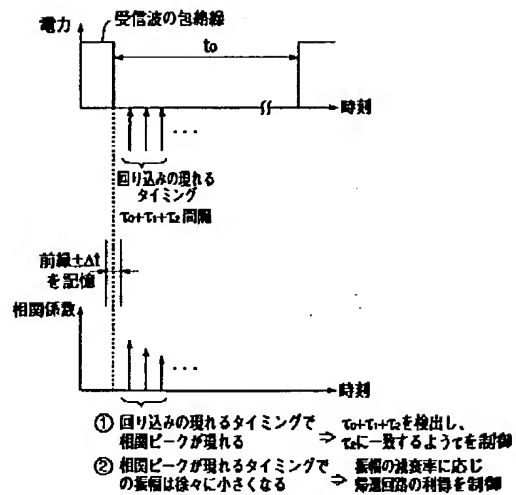 電力
受信波の包絡線
to
時刻
...
回り込みの現れる
タイミング
τ0+τ1+τ2間隔
前縁±Δt
を記憶
相関係数
...
時刻
① 回り込みの現れるタイミングで ⇒ τ0+τ1+τ2を検出し、
相関ピークが現れる τ2に一致するようτを制御
② 相関ピークが現れるタイミングで ⇒ 振幅の減衰率に応じ
の振幅は徐々に小さくなる 帰還回路の利得を制御